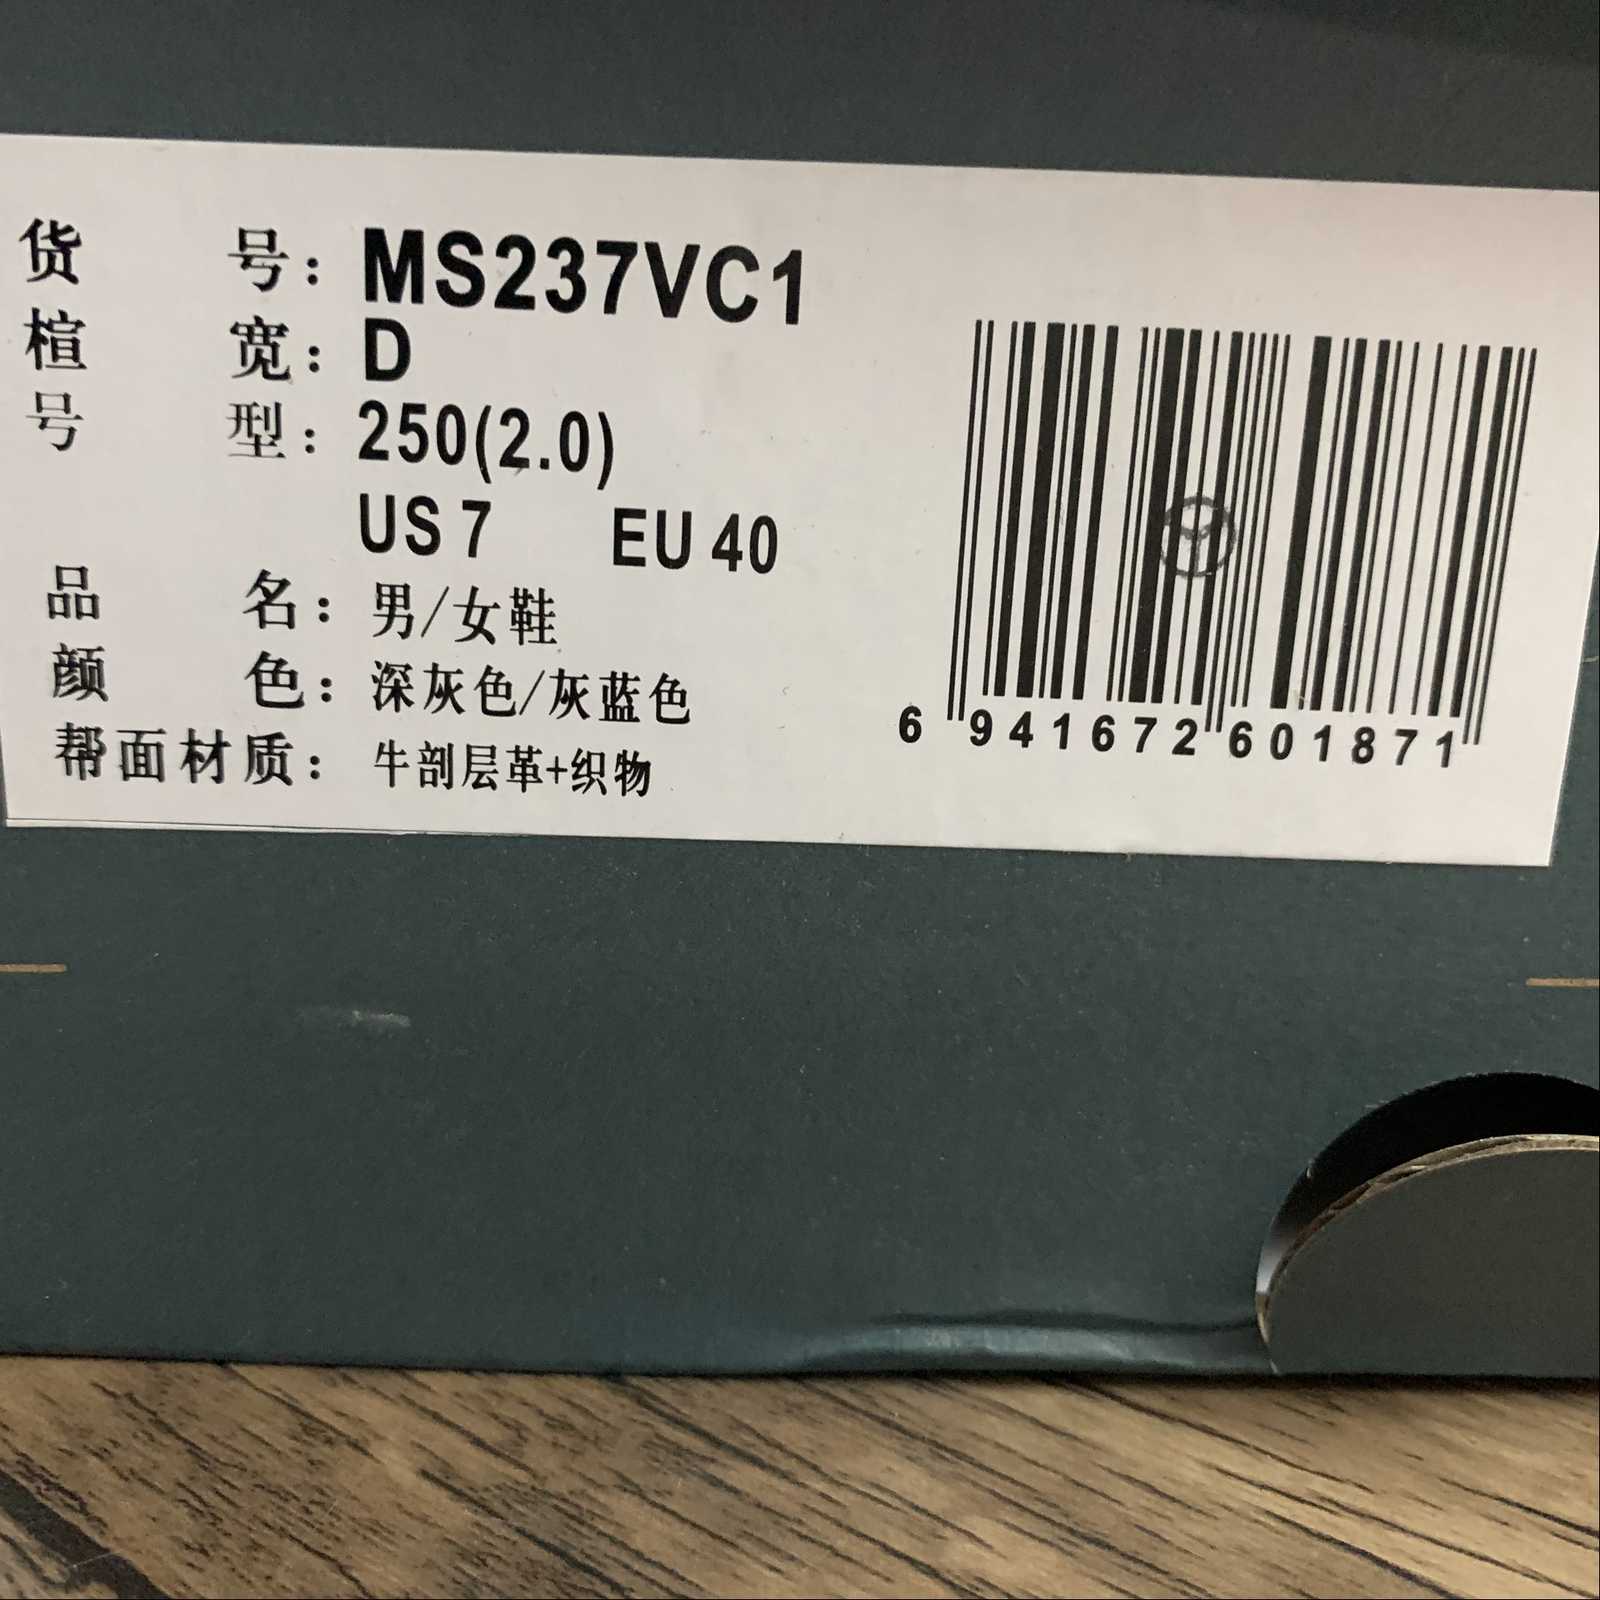 货号：MS237VC1
楦宽：D
号型：250(2.0)
US 7 EU 40
品名：男/女鞋
颜色：深灰色/灰蓝色
帮面材质：牛剖层革+织物
6 941672 601871